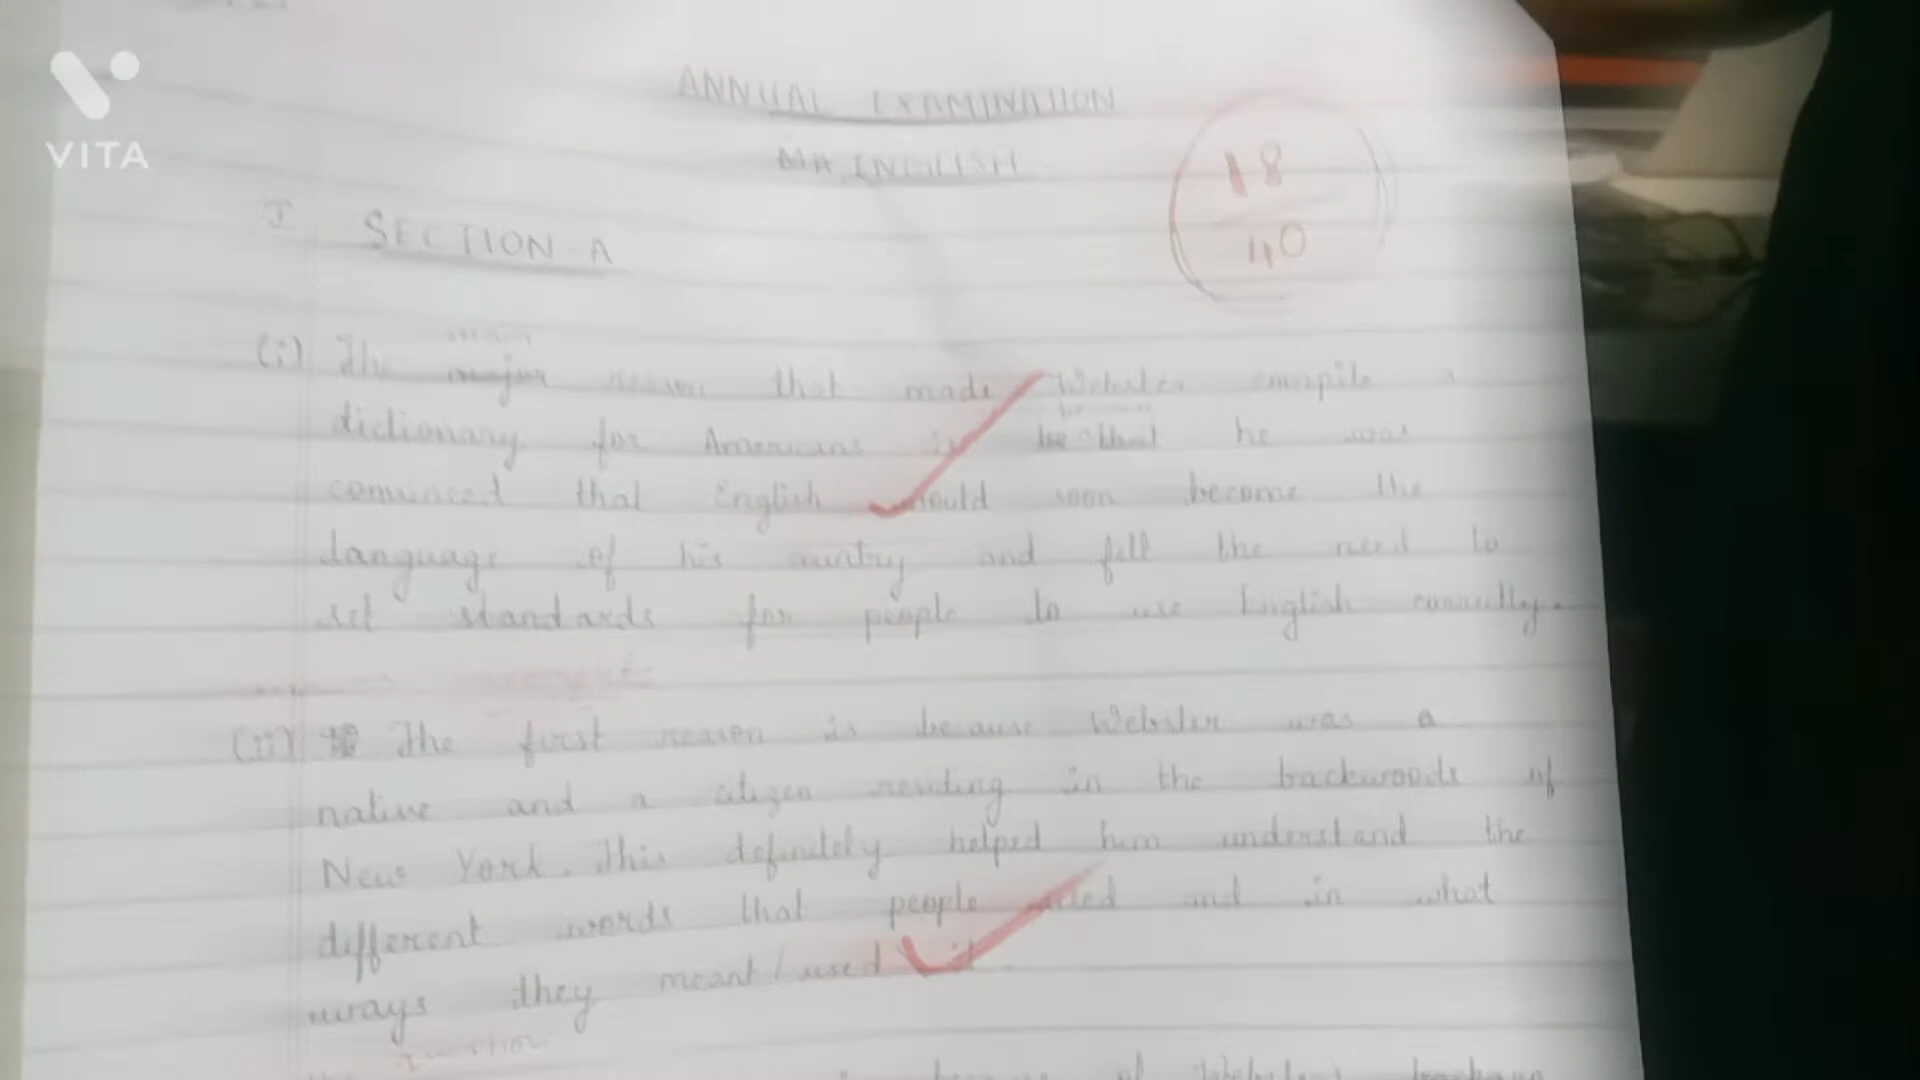 VITA
ANNUAL EXAMINATION
MA ENGLISH
18
40
I SECTION-A
main
(i) The major reason that made Webster compile a
dictionary for Americans is that he was
convinced that English would soon become the
language of his country and felt the need to
set standards for people to use English correctly.
(ii) The first reason is because Webster was a
native and a citizen residing in the backwoods of
New York. This definitely helped him understand the
different words that people used and in what
ways they meant/used it.
question
of Webster's